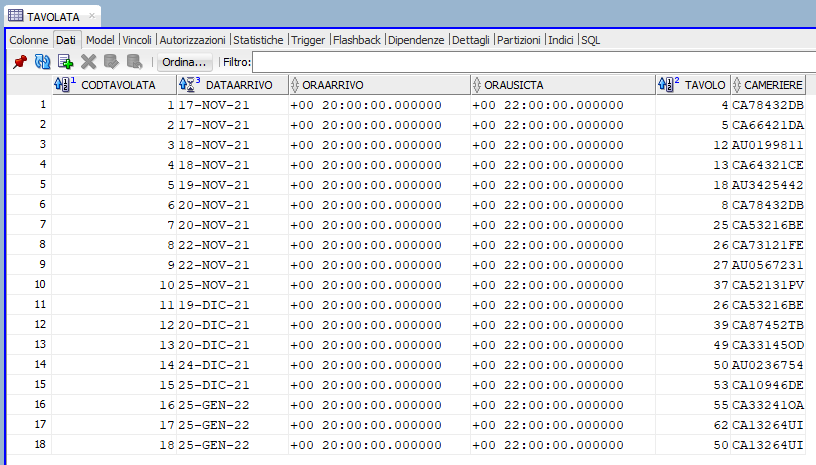 TAVOLATA
Colonne Dati Model Vincoli Autorizzazioni Statistiche Trigger Flashback Dipendenze Dettagli Partizioni Indici SQL
Ordina... Filtro:
1 CODTAVOLATA 3 DATAARRIVO ORAARRIVO ORAUSICTA 2 TAVOLO CAMERIERE
1 1 17-NOV-21 +00 20:00:00.000000 +00 22:00:00.000000 4 CA78432DB
2 2 17-NOV-21 +00 20:00:00.000000 +00 22:00:00.000000 5 CA66421DA
3 3 18-NOV-21 +00 20:00:00.000000 +00 22:00:00.000000 12 AU0199811
4 4 18-NOV-21 +00 20:00:00.000000 +00 22:00:00.000000 13 CA64321CE
5 5 19-NOV-21 +00 20:00:00.000000 +00 22:00:00.000000 18 AU3425442
6 6 20-NOV-21 +00 20:00:00.000000 +00 22:00:00.000000 8 CA78432DB
7 7 20-NOV-21 +00 20:00:00.000000 +00 22:00:00.000000 25 CA53216BE
8 8 22-NOV-21 +00 20:00:00.000000 +00 22:00:00.000000 26 CA73121FE
9 9 22-NOV-21 +00 20:00:00.000000 +00 22:00:00.000000 27 AU0567231
10 10 25-NOV-21 +00 20:00:00.000000 +00 22:00:00.000000 37 CA52131PV
11 11 19-DIC-21 +00 20:00:00.000000 +00 22:00:00.000000 26 CA53216BE
12 12 20-DIC-21 +00 20:00:00.000000 +00 22:00:00.000000 39 CA87452TB
13 13 20-DIC-21 +00 20:00:00.000000 +00 22:00:00.000000 49 CA33145OD
14 14 24-DIC-21 +00 20:00:00.000000 +00 22:00:00.000000 50 AU0236754
15 15 25-DIC-21 +00 20:00:00.000000 +00 22:00:00.000000 53 CA10946DE
16 16 25-GEN-22 +00 20:00:00.000000 +00 22:00:00.000000 55 CA33241OA
17 17 25-GEN-22 +00 20:00:00.000000 +00 22:00:00.000000 62 CA13264UI
18 18 25-GEN-22 +00 20:00:00.000000 +00 22:00:00.000000 50 CA13264UI